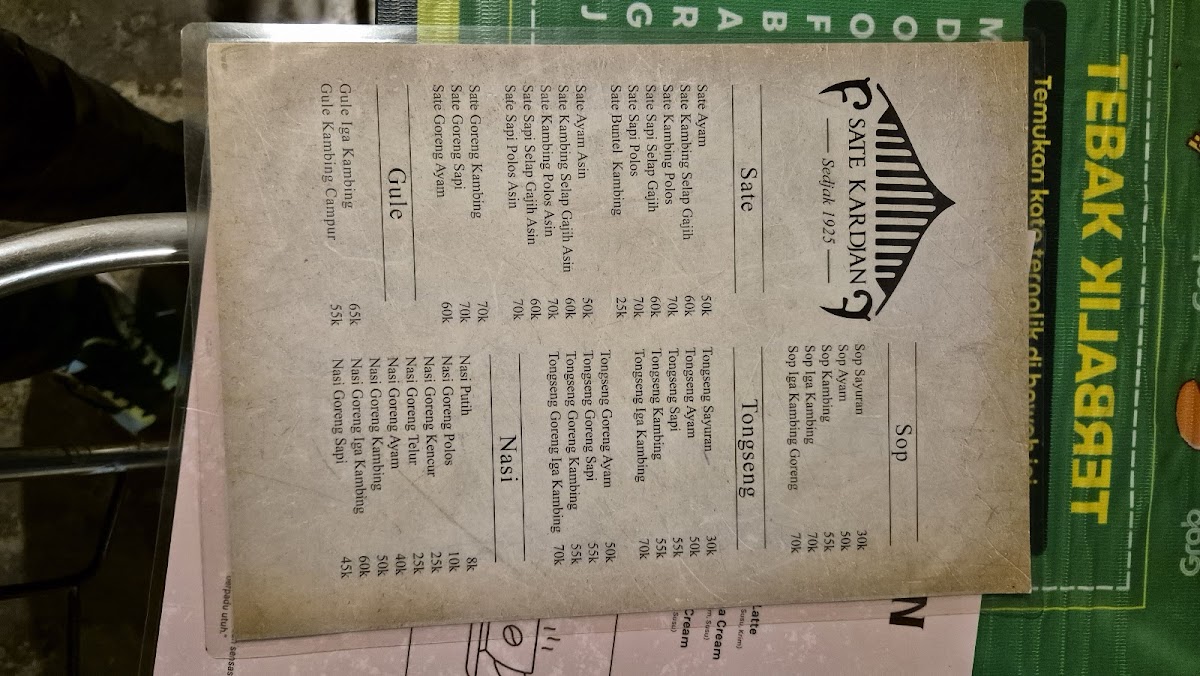 SATE KARDJAN
Sedjak 1925
Sate
Sate Ayam 50k
Sate Kambing Selap Gajih 60k
Sate Kambing Polos 70k
Sate Sapi Selap Gajih 60k
Sate Sapi Polos 70k
Sate Buntel Kambing 25k
Sate Ayam Asin 50k
Sate Kambing Selap Gajih Asin 60k
Sate Kambing Polos Asin 70k
Sate Sapi Selap Gajih Asin 60k
Sate Sapi Polos Asin 70k
Sate Goreng Kambing 70k
Sate Goreng Sapi 70k
Sate Goreng Ayam 60k
Gule
Gule Iga Kambing 65k
Gule Kambing Campur 55k
Sop
Sop Sayuran 30k
Sop Ayam 50k
Sop Kambing 55k
Sop Iga Kambing 70k
Sop Iga Kambing Goreng 70k
Tongseng
Tongseng Sayuran 30k
Tongseng Ayam 50k
Tongseng Sapi 55k
Tongseng Kambing 55k
Tongseng Iga Kambing 70k
Tongseng Goreng Ayam 50k
Tongseng Goreng Sapi 55k
Tongseng Goreng Kambing 55k
Tongseng Goreng Iga Kambing 70k
Nasi
Nasi Putih 8k
Nasi Goreng Polos 10k
Nasi Goreng Kencur 25k
Nasi Goreng Telur 25k
Nasi Goreng Ayam 40k
Nasi Goreng Kambing 50k
Nasi Goreng Iga Kambing 60k
Nasi Goreng Sapi 45k
TEBAK TERBALIK
Temukan kata terbalik di
M
D
O O
F
B
A
R
G
J
N
Cream
Cream
utuh."